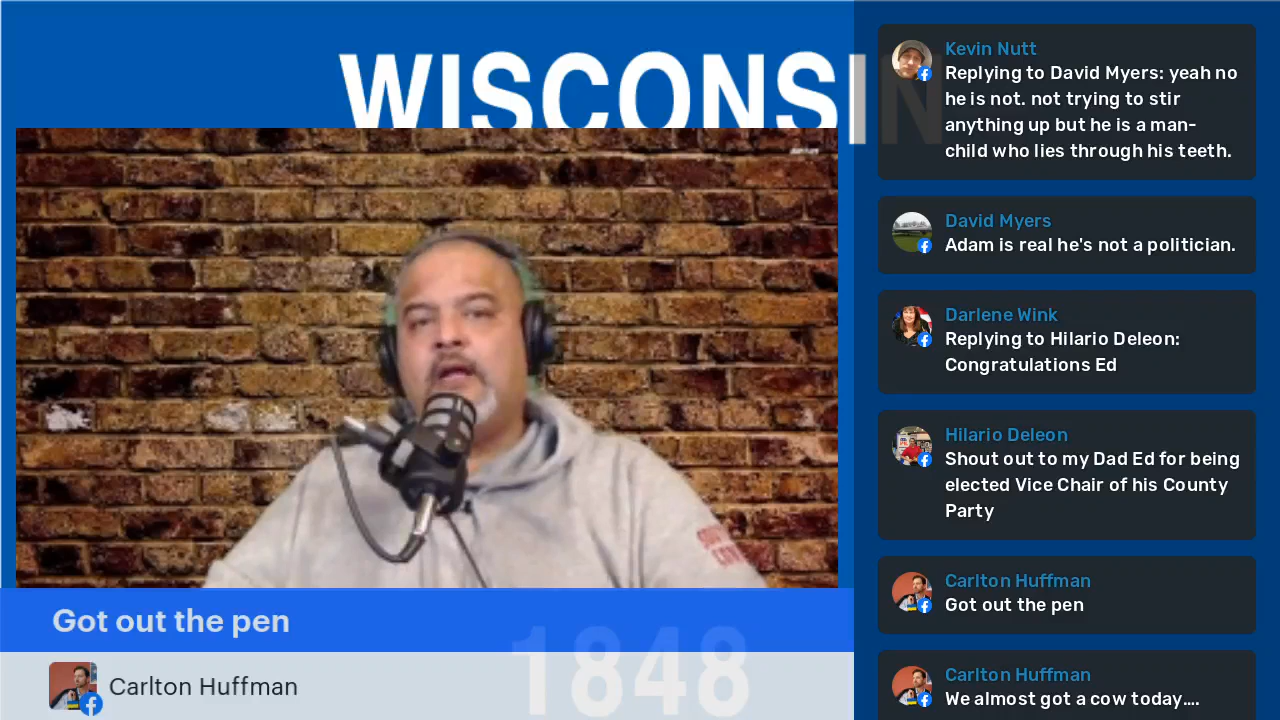 WISCONSIN
Got out the pen
Carlton Huffman
1848
Kevin Nutt
Replying to David Myers: yeah no
he is not. not trying to stir
anything up but he is a man-
child who lies through his teeth.
David Myers
Adam is real he's not a politician.
Darlene Wink
Replying to Hilario Deleon:
Congratulations Ed
Hilario Deleon
Shout out to my Dad Ed for being
elected Vice Chair of his County
Party
Carlton Huffman
Got out the pen
Carlton Huffman
We almost got a cow today....